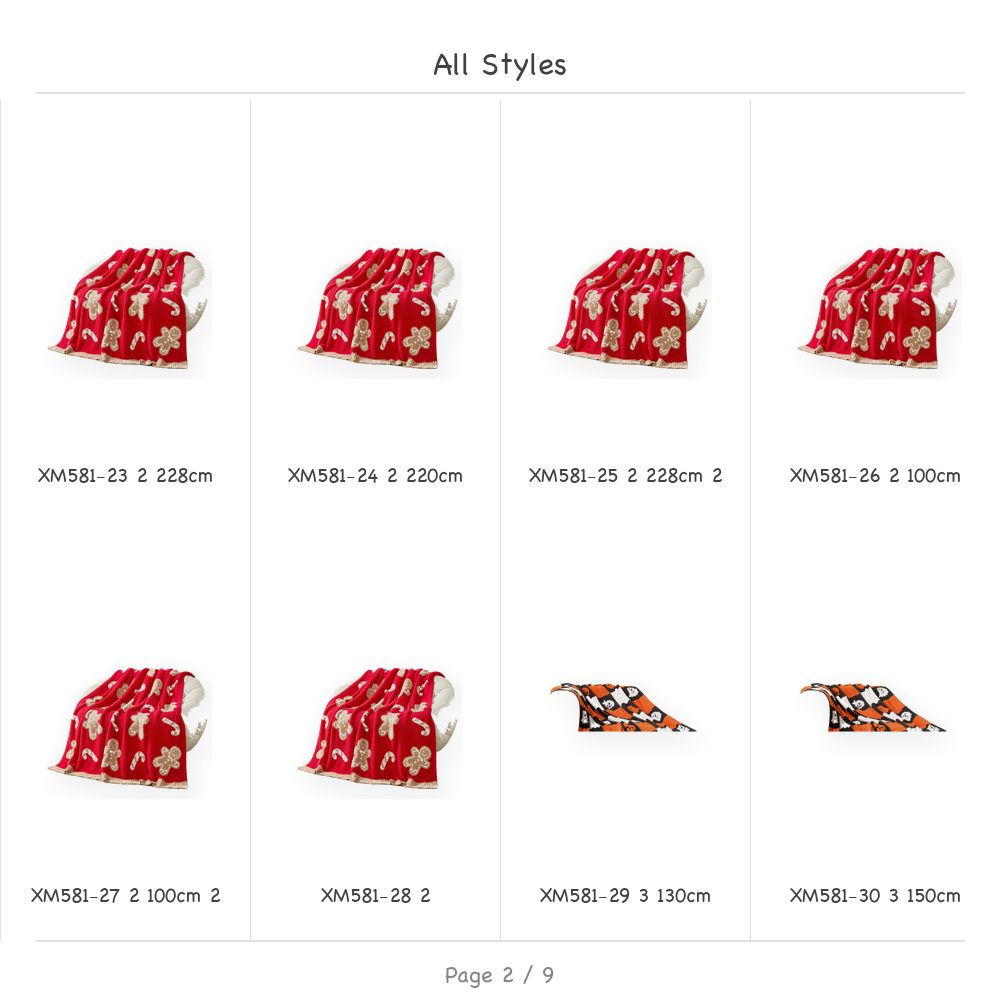 All Styles
XM581-23 2 228cm
XM581-24 2 220cm
XM581-25 2 228cm 2
XM581-26 2 100cm
XM581-27 2 100cm 2
XM581-28 2
XM581-29 3 130cm
XM581-30 3 150cm
Page 2 / 9